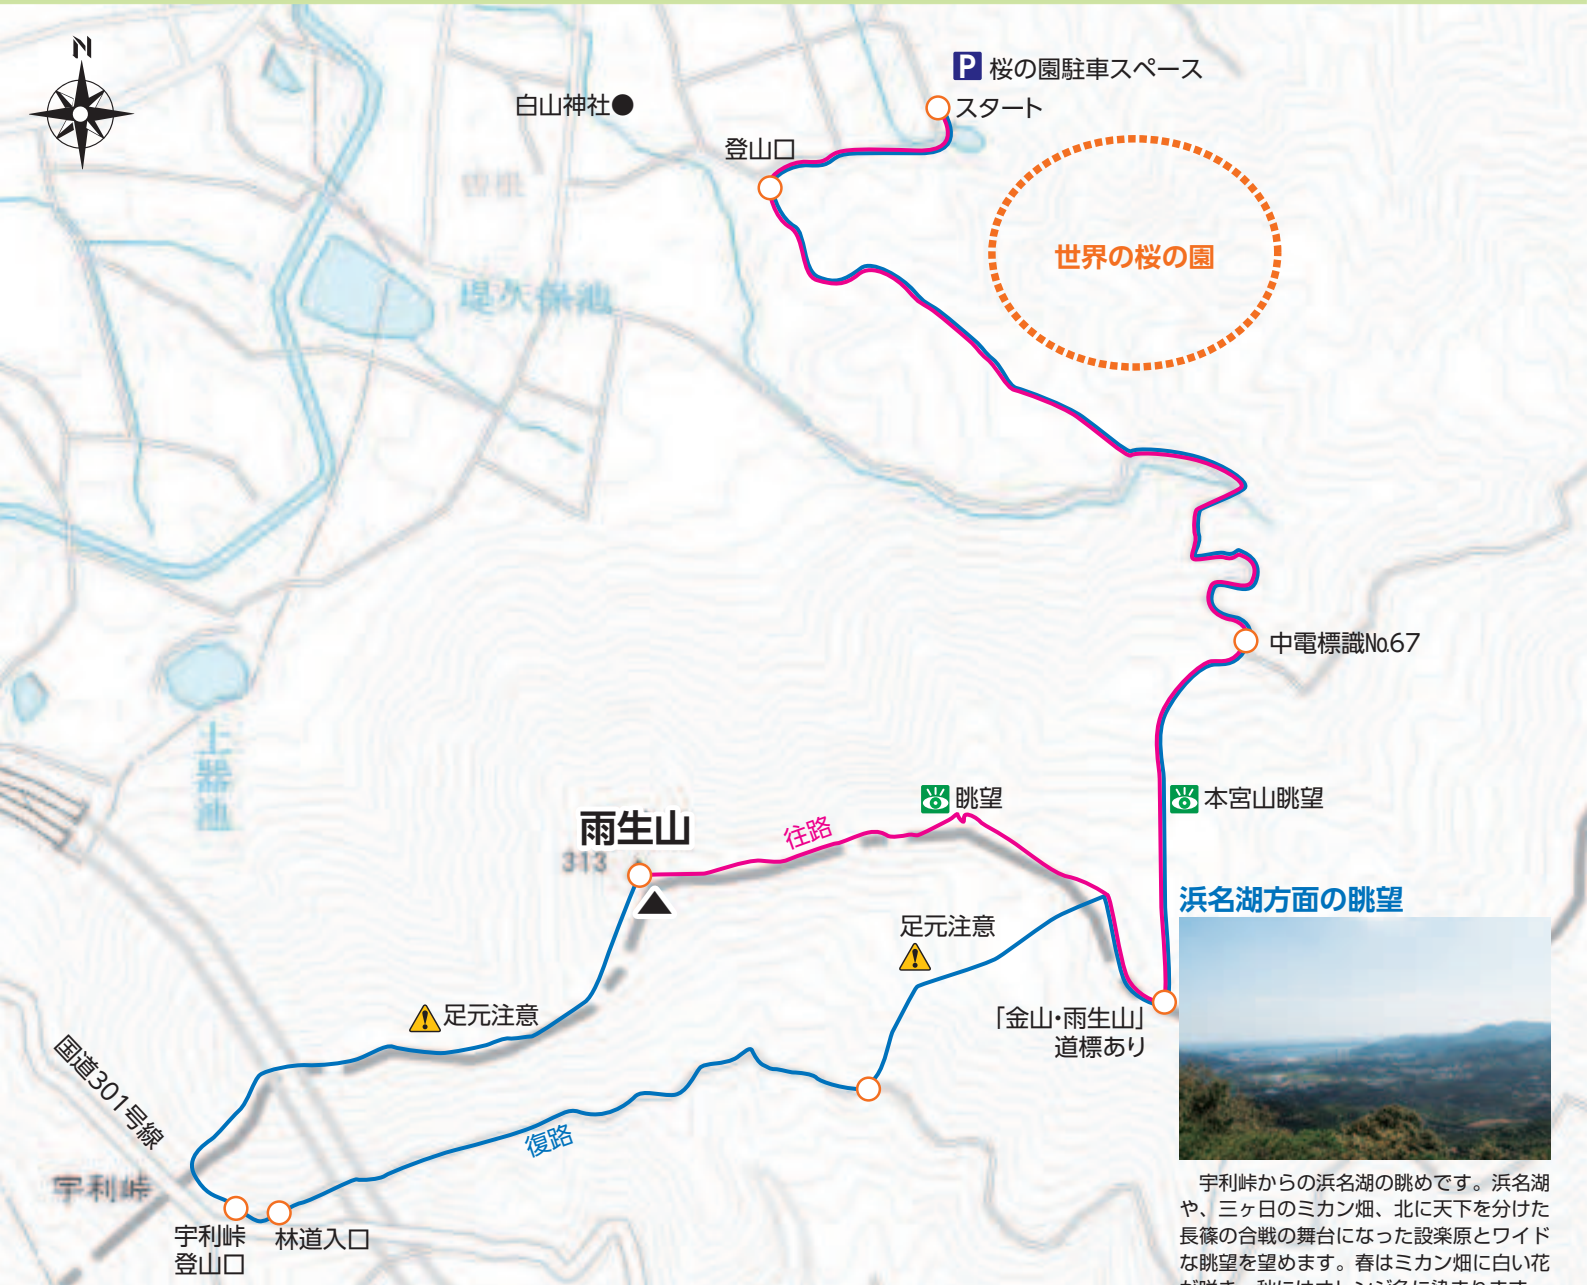 N
P 桜の園駐車スペース
スタート
白山神社●
登山口
世界の桜の園
堤久保池
中電標識No.67
土器池
眺望
本宮山眺望
雨生山
313
往路
浜名湖方面の眺望
足元注意
足元注意
「金山・雨生山」
道標あり
国道301号線
復路
宇利峠
宇利峠
登山口
林道入口
宇利峠からの浜名湖の眺めです。浜名湖
や、三ヶ日のミカン畑、北に天下を分けた
長篠の合戦の舞台になった設楽原とワイド
な眺望を望めます。春はミカン畑に白い花